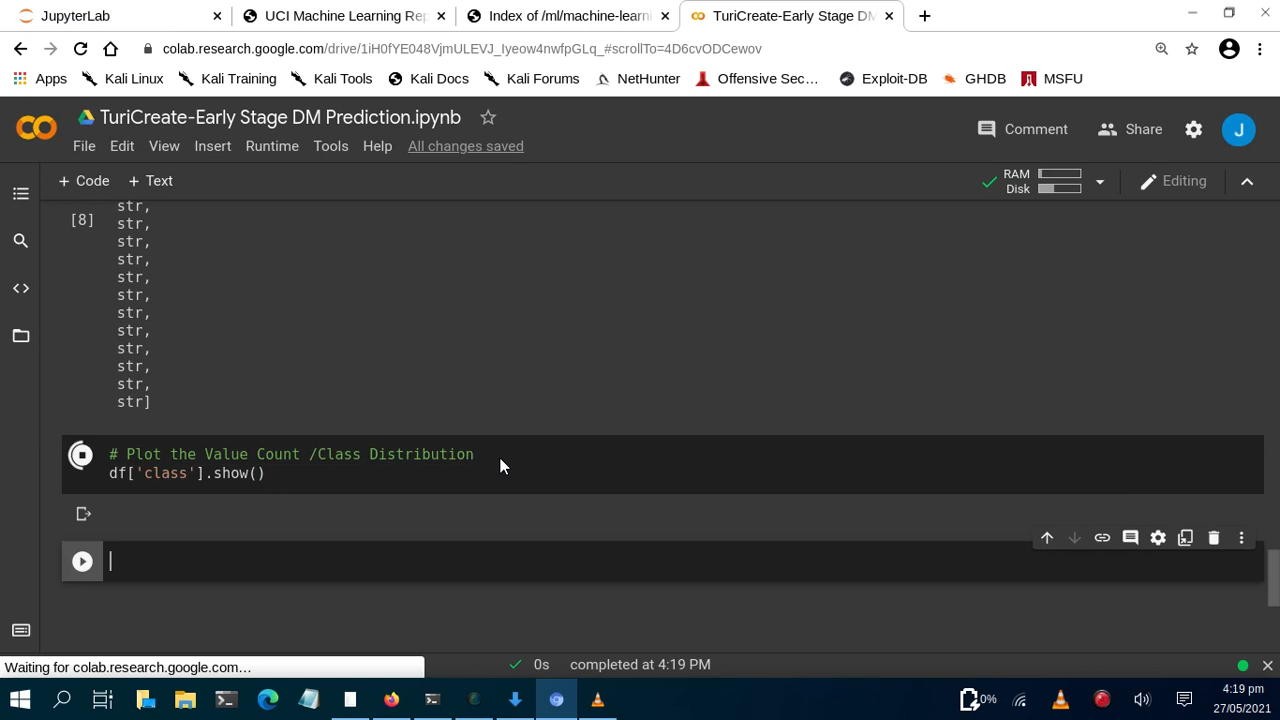 JupyterLab
UCI Machine Learning Rep
Index of /ml/machine-learni
TuriCreate-Early Stage DM
colab.research.google.com/drive/1iH0fYE048VjmULEVJ_Iyeow4nwfpGLq_#scrollTo=4D6cvODCewov
Apps Kali Linux Kali Training Kali Tools Kali Docs Kali Forums NetHunter Offensive Sec... Exploit-DB GHDB MSFU
TuriCreate-Early Stage DM Prediction.ipynb
Comment Share J
File Edit View Insert Runtime Tools Help All changes saved
+ Code + Text
RAM
Disk
Editing
str,
[8] str,
str,
str,
str,
str,
str,
str,
str,
str,
str,
str]
# Plot the Value Count /Class Distribution
df['class'].show()
Waiting for colab.research.google.com...
0s completed at 4:19 PM
0%
4:19 pm
27/05/2021